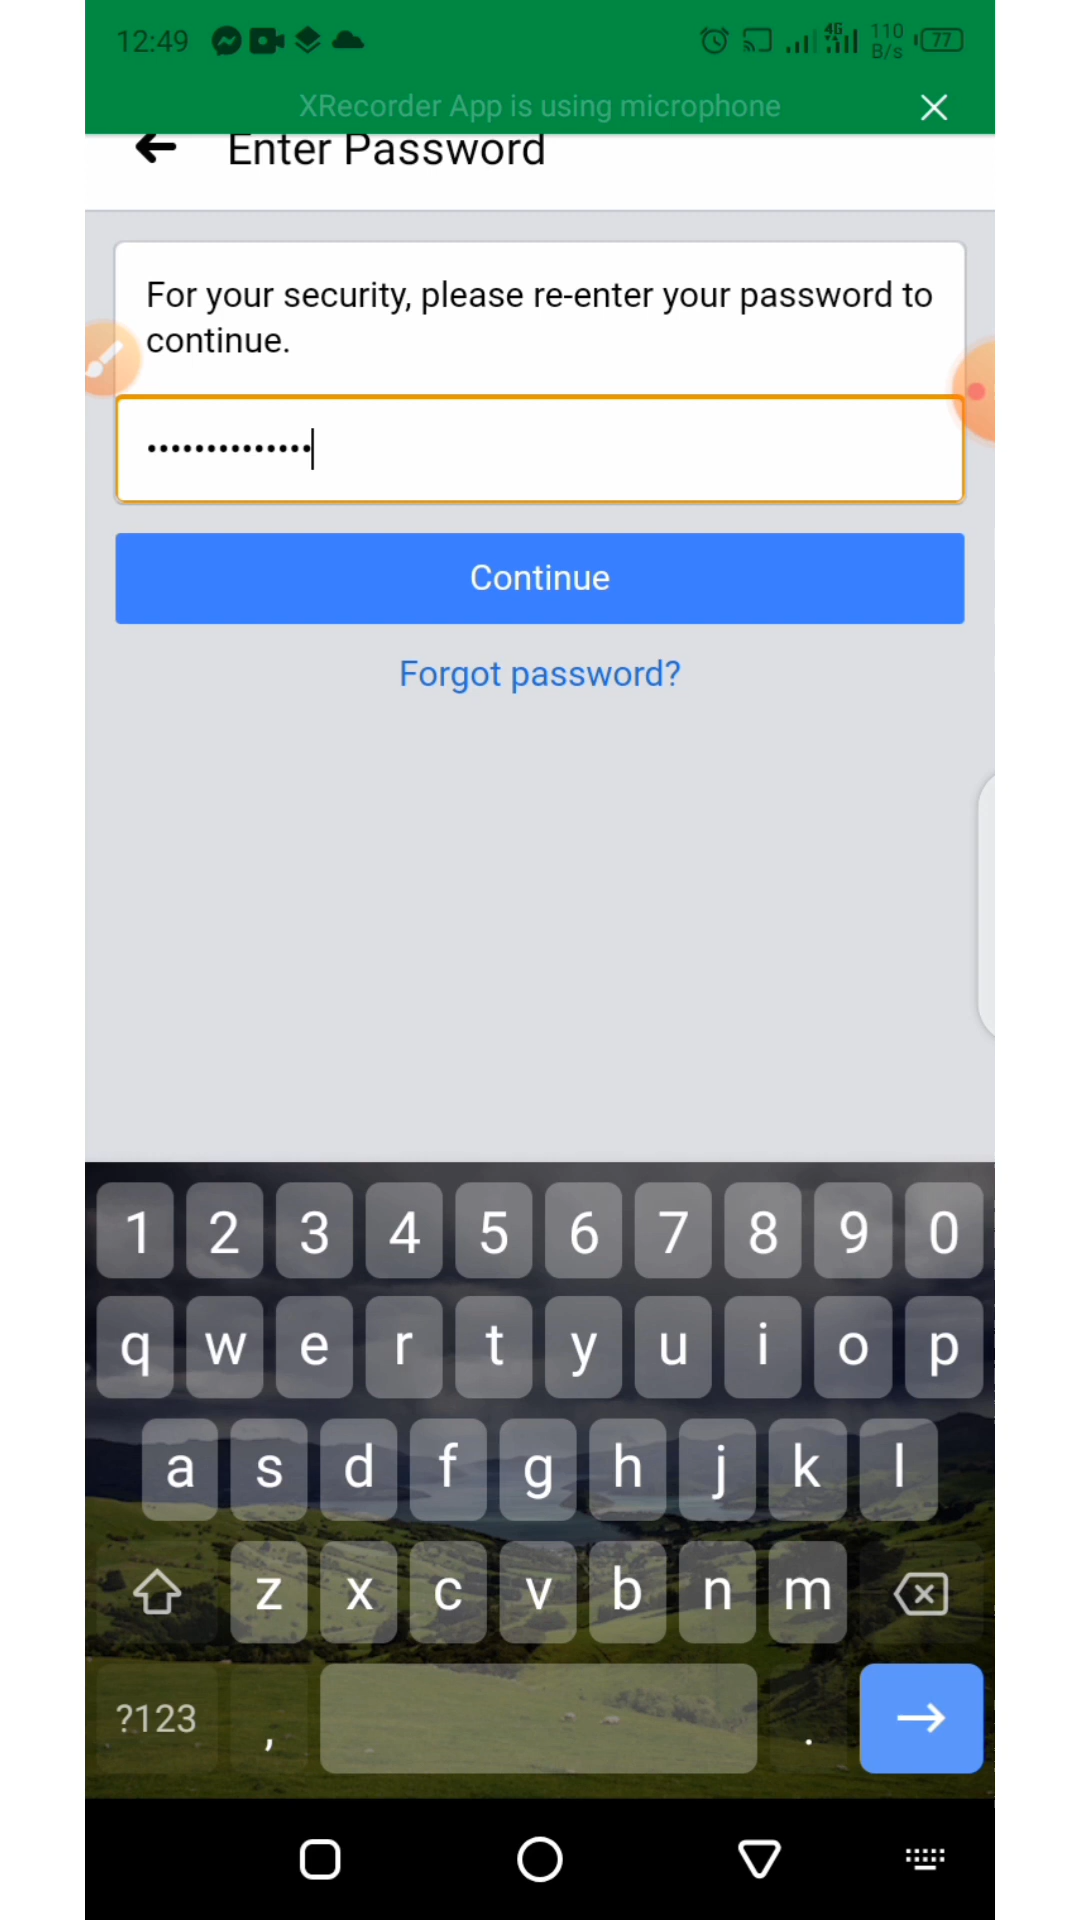 12:49 4G 110 B/s 77
XRecorder App is using microphone
Enter Password
For your security, please re-enter your password to
continue.
••••••••••••••
Continue
Forgot password?
1 2 3 4 5 6 7 8 9 0
q w e r t y u i o p
a s d f g h j k l
z x c v b n m
?123 , .